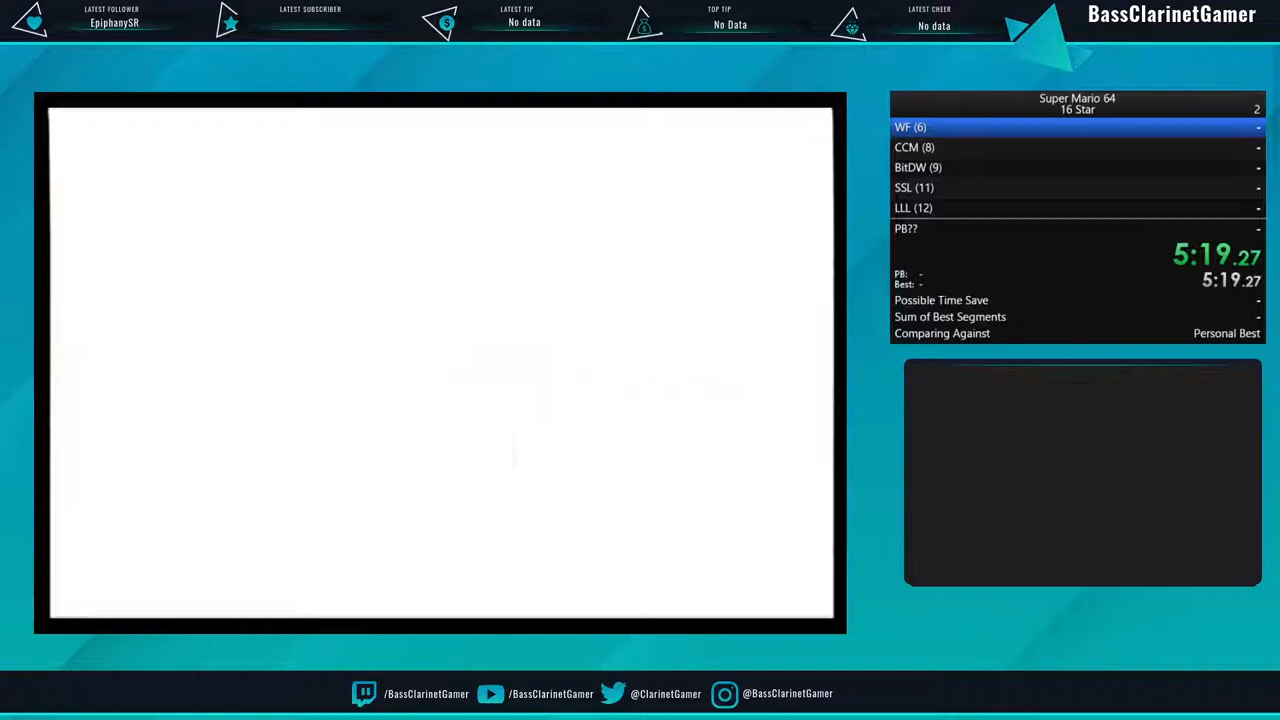 LATEST FOLLOWER
EpiphanySR
LATEST SUBSCRIBER
LATEST TIP
No data
TOP TIP
No Data
LATEST CHEER
No data
BassClarinetGamer
Super Mario 64
16 Star
2
WF (6) -
CCM (8) -
BitDW (9) -
SSL (11) -
LLL (12) -
PB?? -
5:19.27
PB: -
Best: -
5:19.27
Possible Time Save -
Sum of Best Segments -
Comparing Against Personal Best
/BassClarinetGamer
/BassClarinetGamer
@ClarinetGamer
@BassClarinetGamer